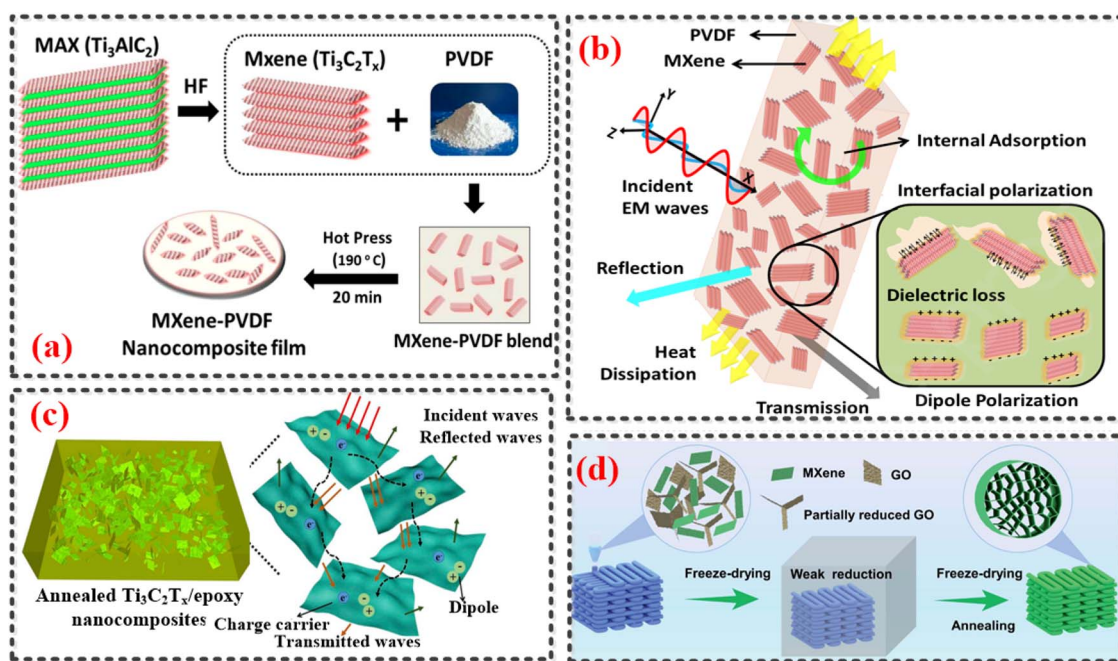 (a)
MAX (Ti₃AlC₂)
HF
Mxene (Ti₃C₂Tₓ)
+
PVDF
Hot Press
(190 ° C)
20 min
MXene-PVDF
Nanocomposite film
MXene-PVDF blend
(b)
PVDF
MXene
Y
Z
X
Incident
EM waves
Internal Adsorption
Interfacial polarization
Reflection
Dielectric loss
Heat
Dissipation
Transmission
Dipole Polarization
(c)
Incident waves
Reflected waves
Annealed Ti₃C₂Tₓ/epoxy
nanocomposites
Charge carrier
Transmitted waves
Dipole
(d)
MXene
GO
Partially reduced GO
Freeze-drying
Weak reduction
Freeze-drying
Annealing